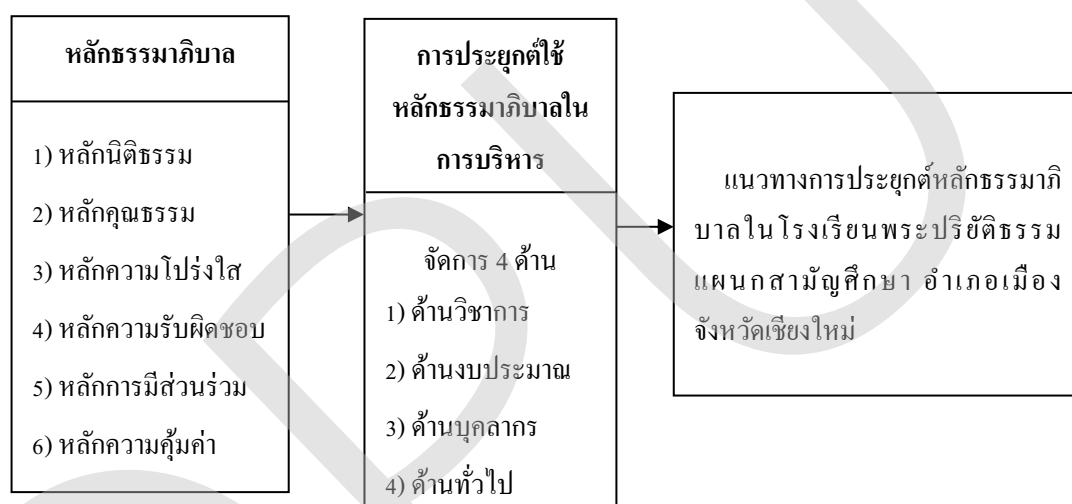 หลักธรรมาภิบาล
1) หลักนิติธรรม
2) หลักคุณธรรม
3) หลักความโปร่งใส
4) หลักความรับผิดชอบ
5) หลักการมีส่วนร่วม
6) หลักความคุ้มค่า
การประยุกต์ใช้
หลักธรรมาภิบาลใน
การบริหาร
จัดการ 4 ด้าน
1) ด้านวิชาการ
2) ด้านงบประมาณ
3) ด้านบุคลากร
4) ด้านทั่วไป
แนวทางการประยุกต์หลักธรรมาภิ
บาลในโรงเรียนพระปริยัติธรรม
แผนกสามัญศึกษา อำเภอเมือง
จังหวัดเชียงใหม่